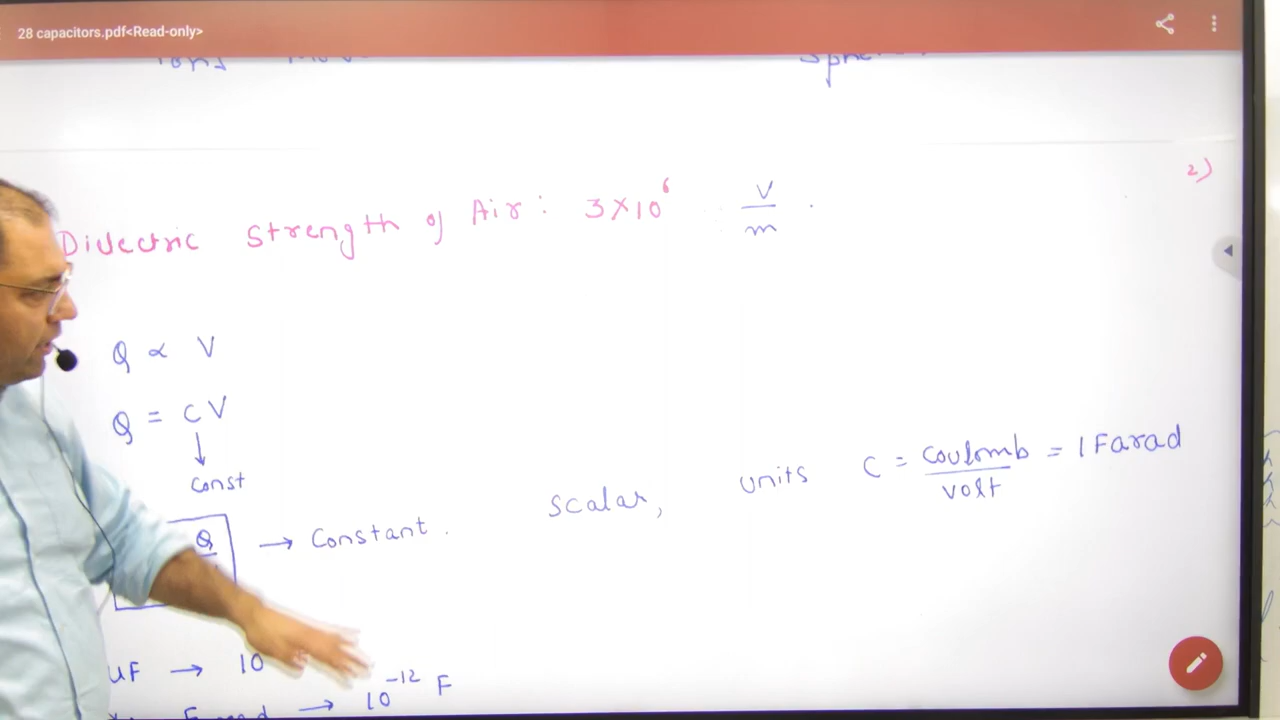 28 capacitors.pdf<Read-only>
2)
Dielectric Strength of Air : 3×10⁶ V/m .
Q ∝ V
Q = CV
↓
const
Q → Constant .
Scalar, units C = Coulomb/volt = 1 Farad
μF → 10
→ 10⁻¹² F